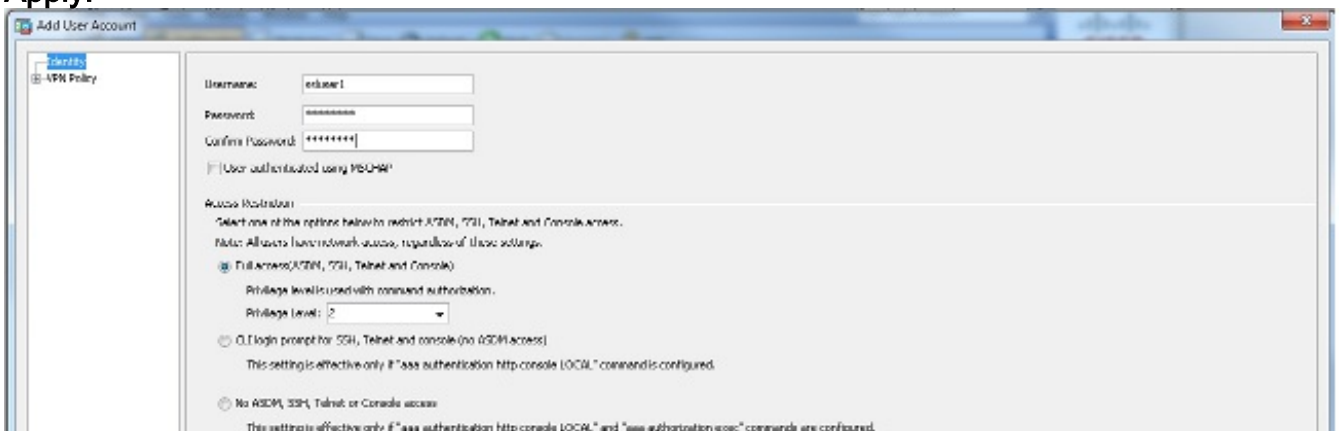 Apply.
Add User Account
Identity
VPN Policy
Username: ssluser1
Password: ********
Confirm Password: ********
User authenticated using MSCHAP
Access Restriction
Select one of the options below to restrict ASDM, SSH, Telnet and Console access.
Note: All users have network access, regardless of these settings.
Full access(ASDM, SSH, Telnet and Console)
Privilege level is used with command authorization.
Privilege Level: 2
CLI login prompt for SSH, Telnet and console (no ASDM access)
This setting is effective only if "aaa authentication http console LOCAL" command is configured.
No ASDM, SSH, Telnet or Console access
This setting is effective only if "aaa authentication http console LOCAL" and "aaa authorization exec" commands are configured.